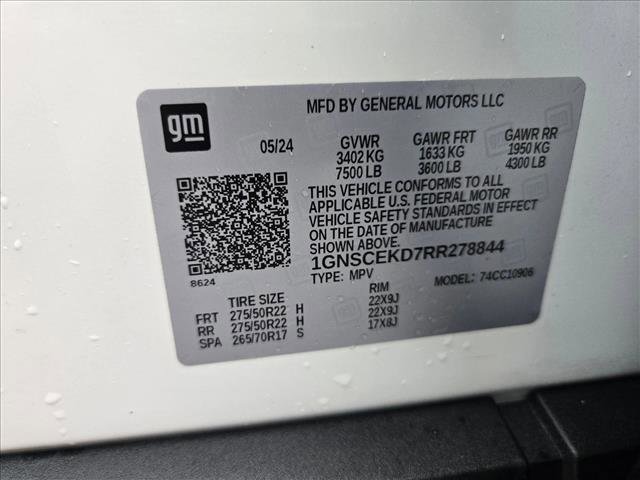 gm
MFD BY GENERAL MOTORS LLC
05/24 GVWR GAWR FRT GAWR RR
3402 KG 1633 KG 1950 KG
7500 LB 3600 LB 4300 LB
THIS VEHICLE CONFORMS TO ALL
APPLICABLE U.S. FEDERAL MOTOR
VEHICLE SAFETY STANDARDS IN EFFECT
ON THE DATE OF MANUFACTURE
SHOWN ABOVE.
1GNSCEKD7RR278844
8624
TYPE: MPV MODEL: 74CC10906
TIRE SIZE RIM
FRT 275/50R22 H 22X9J
RR 275/50R22 H 22X9J
SPA 265/70R17 S 17X8J